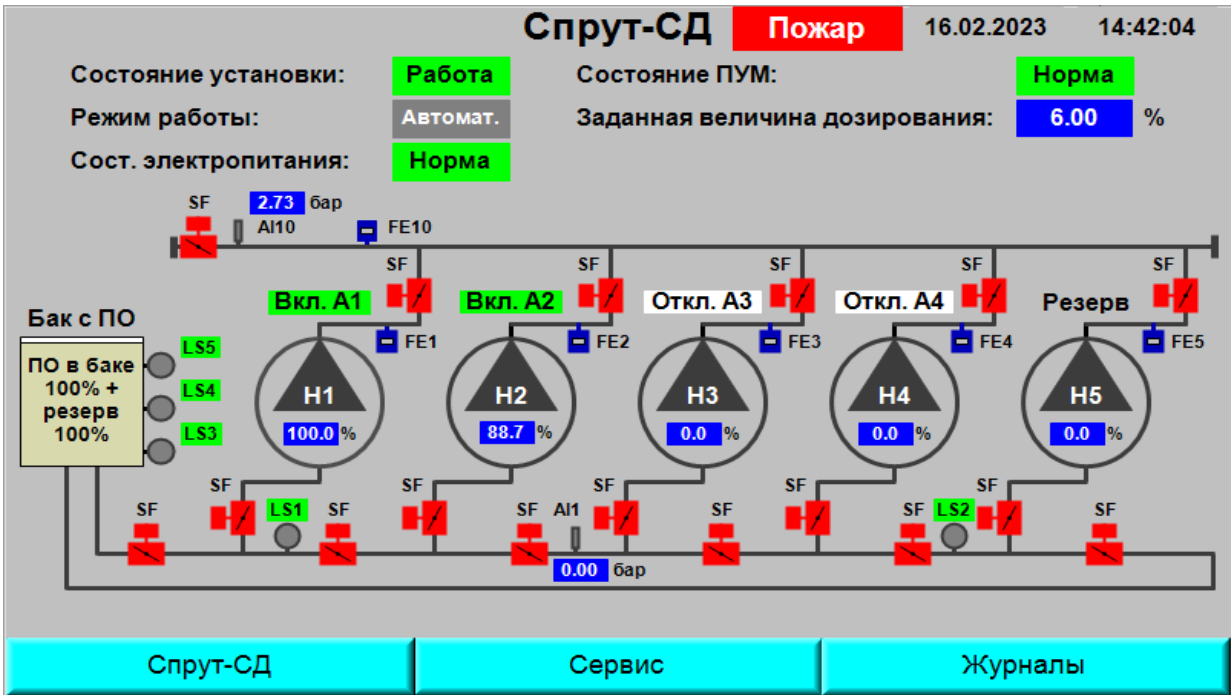 Спрут-СД Пожар 16.02.2023 14:42:04
Состояние установки: Работа Состояние ПУМ: Норма
Режим работы: Автомат. Заданная величина дозирования: 6.00 %
Сост. электропитания: Норма
SF 2.73 бар
AI10 FE10
SF SF SF SF SF
Вкл. А1 Вкл. А2 Откл. А3 Откл. А4 Резерв
Бак с ПО
FE1 FE2 FE3 FE4 FE5
LS5
ПО в баке
100% +
резерв
100%
LS4
LS3
Н1 Н2 Н3 Н4 Н5
100.0 % 88.7 % 0.0 % 0.0 % 0.0 %
SF SF SF SF SF
SF LS1 SF SF AI1 SF SF LS2 SF
0.00 бар
Спрут-СД Сервис Журналы